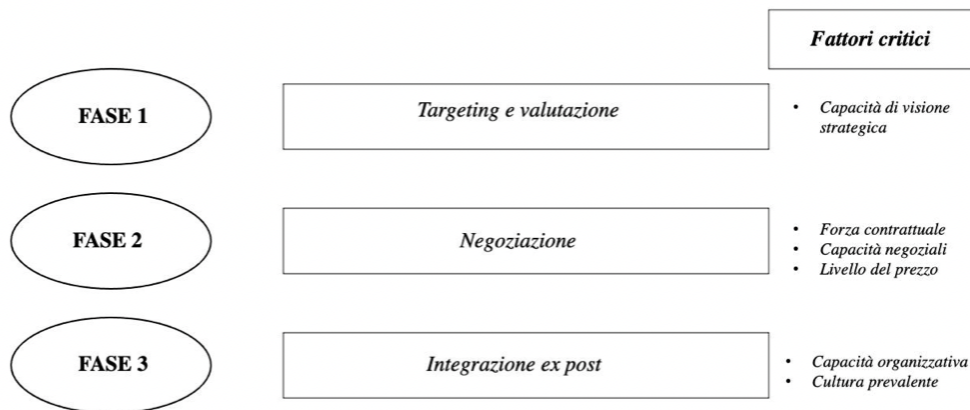 Fattori critici
FASE 1
Targeting e valutazione
• Capacità di visione
strategica
FASE 2
Negoziazione
• Forza contrattuale
• Capacità negoziali
• Livello del prezzo
FASE 3
Integrazione ex post
• Capacità organizzativa
• Cultura prevalente